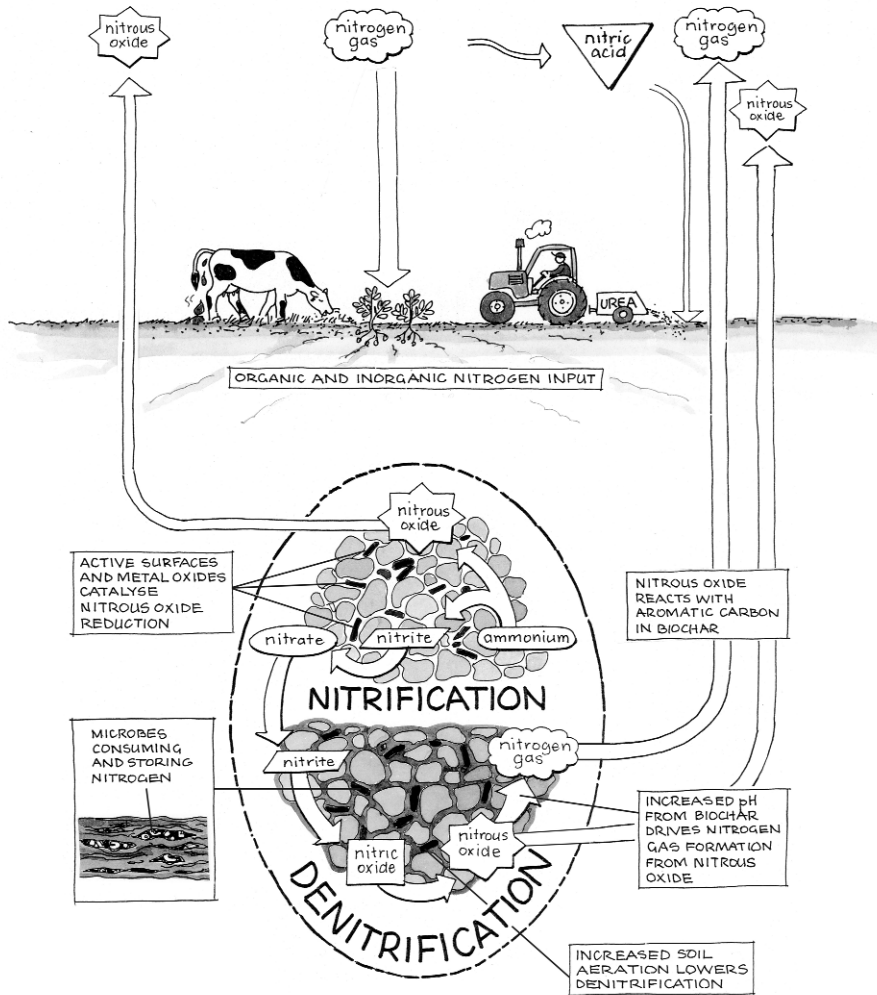 nitrous
oxide
nitrogen
gas
nitric
acid
nitrogen
gas
nitrous
oxide
UREA
ORGANIC AND INORGANIC NITROGEN INPUT
nitrous
oxide
ACTIVE SURFACES
AND METAL OXIDES
CATALYSE
NITROUS OXIDE
REDUCTION
NITROUS OXIDE
REACTS WITH
AROMATIC CARBON
IN BIOCHAR
nitrate
nitrite
ammonium
NITRIFICATION
MICROBES
CONSUMING
AND STORING
NITROGEN
nitrite
nitrogen
gas
INCREASED pH
FROM BIOCHAR
DRIVES NITROGEN
GAS FORMATION
FROM NITROUS
OXIDE
nitric
oxide
nitrous
oxide
DENITRIFICATION
INCREASED SOIL
AERATION LOWERS
DENITRIFICATION